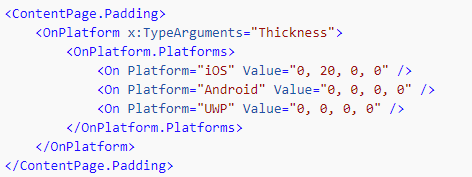 <ContentPage.Padding>
<OnPlatform x:TypeArguments="Thickness">
<OnPlatform.Platforms>
<On Platform="iOS" Value="0, 20, 0, 0" />
<On Platform="Android" Value="0, 0, 0, 0" />
<On Platform="UWP" Value="0, 0, 0, 0" />
</OnPlatform.Platforms>
</OnPlatform>
</ContentPage.Padding>